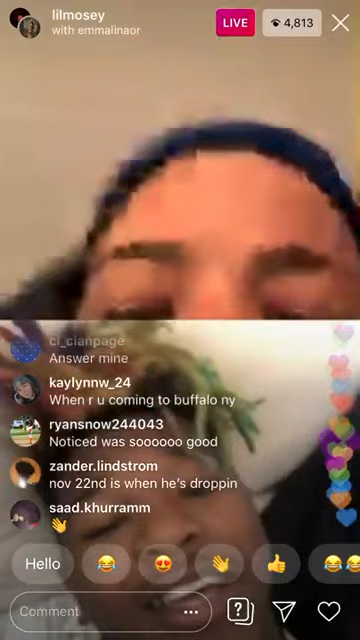 lilmosey
with emmalinaor
LIVE
4,813
cl_clanpage
Answer mine
kaylynnw_24
When r u coming to buffalo ny
ryansnow244043
Noticed was soooooo good
zander.lindstrom
nov 22nd is when he's droppin
saad.khurramm
👋
Hello 😂 😍 👋 👍 😂😂
Comment ...